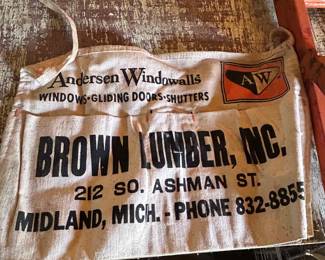 Andersen Windowalls
WINDOWS•GLIDING DOORS•SHUTTERS
AW
BROWN LUMBER, INC.
212 SO. ASHMAN ST.
MIDLAND, MICH. - PHONE 832-8855